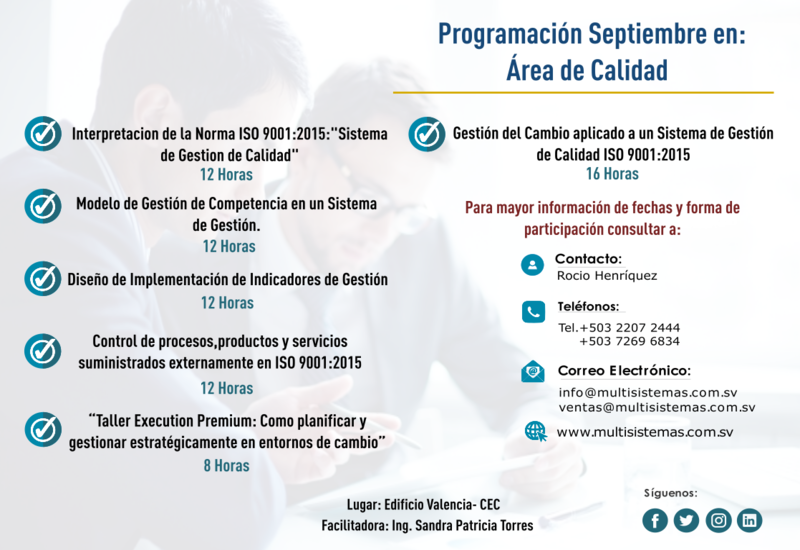 Programación Septiembre en:
Área de Calidad
Interpretacion de la Norma ISO 9001:2015:"Sistema
de Gestion de Calidad"
12 Horas
Modelo de Gestión de Competencia en un Sistema
de Gestión.
12 Horas
Diseño de Implementación de Indicadores de Gestión
12 Horas
Control de procesos,productos y servicios
suministrados externamente en ISO 9001:2015
12 Horas
“Taller Execution Premium: Como planificar y
gestionar estratégicamente en entornos de cambio”
8 Horas
Gestión del Cambio aplicado a un Sistema de Gestión
de Calidad ISO 9001:2015
16 Horas
Para mayor información de fechas y forma de
participación consultar a:
Contacto:
Rocio Henríquez
Teléfonos:
Tel.+503 2207 2444
+503 7269 6834
Correo Electrónico:
info@multisistemas.com.sv
ventas@multisistemas.com.sv
www.multisistemas.com.sv
Lugar: Edificio Valencia- CEC
Facilitadora: Ing. Sandra Patricia Torres
Síguenos: